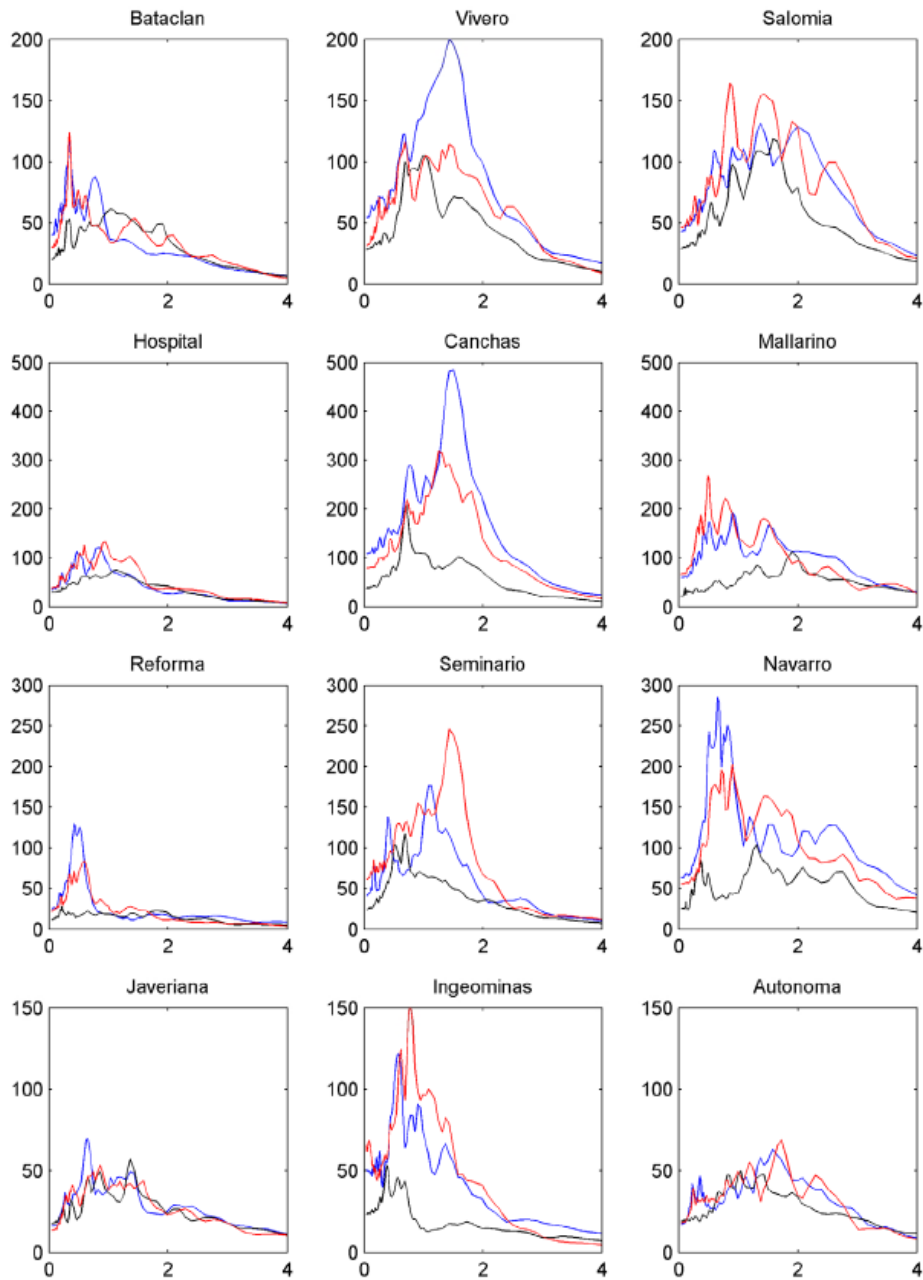 Bataclan Vivero Salomia
200 200 200
150 150 150
100 100 100
50 50 50
0 0 0
0 2 4 0 2 4 0 2 4
Hospital Canchas Mallarino
500 500 500
400 400 400
300 300 300
200 200 200
100 100 100
0 0 0
0 2 4 0 2 4 0 2 4
Reforma Seminario Navarro
300 300 300
250 250 250
200 200 200
150 150 150
100 100 100
50 50 50
0 0 0
0 2 4 0 2 4 0 2 4
Javeriana Ingeominas Autonoma
150 150 150
100 100 100
50 50 50
0 0 0
0 2 4 0 2 4 0 2 4